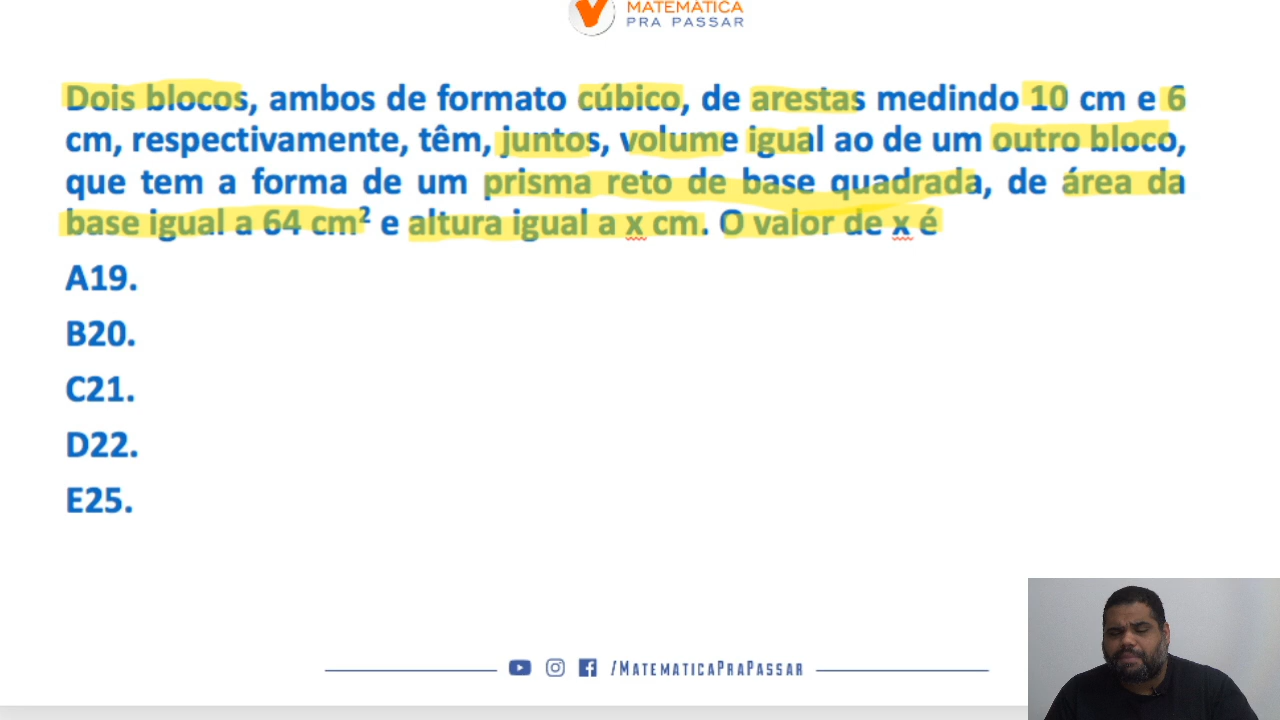 MATEMÁTICA
PRA PASSAR
Dois blocos, ambos de formato cúbico, de arestas medindo 10 cm e 6
cm, respectivamente, têm, juntos, volume igual ao de um outro bloco,
que tem a forma de um prisma reto de base quadrada, de área da
base igual a 64 cm² e altura igual a x cm. O valor de x é
A19.
B20.
C21.
D22.
E25.
/MATEMATICAPRAPASSAR